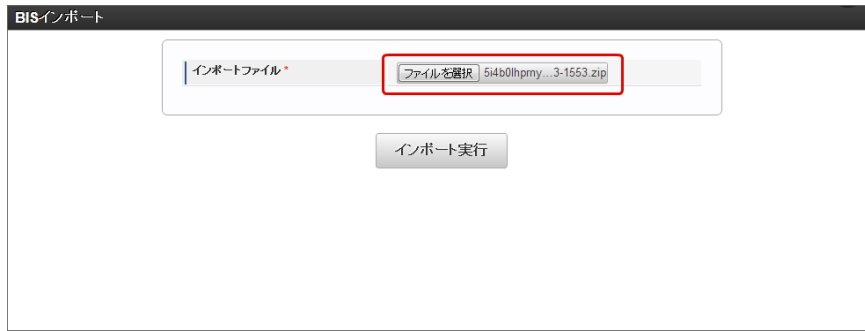 BISインポート
インポートファイル *
ファイルを選択 5i4b0lhpmy...3-1553.zip
インポート実行